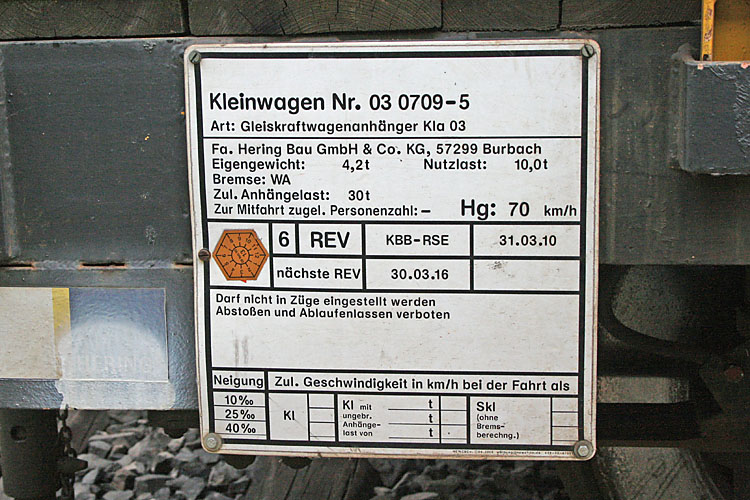 Kleinwagen Nr. 03 0709-5
Art: Gleiskraftwagenanhänger Kla 03
Fa. Hering Bau GmbH & Co. KG, 57299 Burbach
Eigengewicht: 4,2t Nutzlast: 10,0t
Bremse: WA
Zul. Anhängelast: 30t
Zur Mitfahrt zugel. Personenzahl: – Hg: 70 km/h
6 REV KBB-RSE 31.03.10
nächste REV 30.03.16
Darf nicht in Züge eingestellt werden
Abstoßen und Ablaufenlassen verboten
Neigung Zul. Geschwindigkeit in km/h bei der Fahrt als
10‰
25‰
40‰
Kl
Kl mit t
ungebr. t
Anhänge-
last von t
Skl
(ohne
Brems-
berechng.)